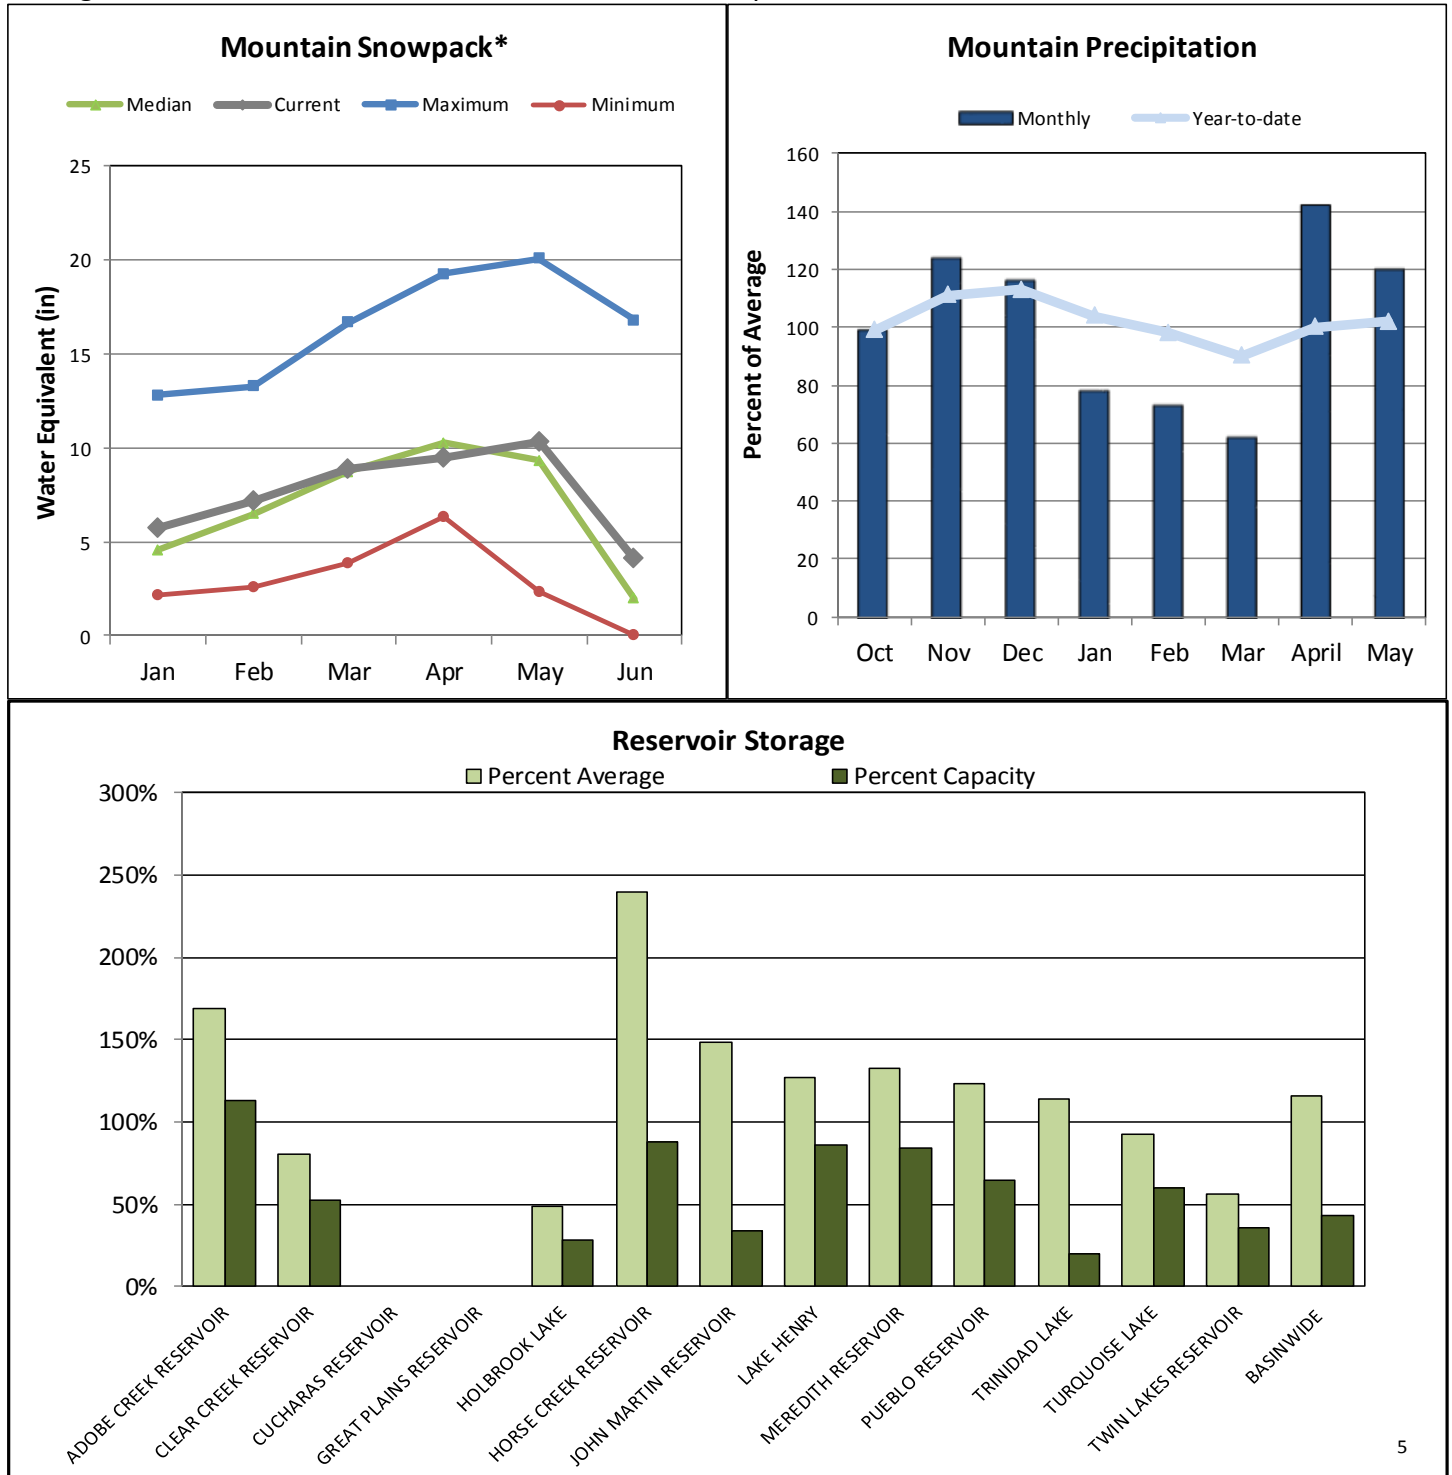 Mountain Snowpack*
Median Current Maximum Minimum
25
20
15
10
5
0
Water Equivalent (in)
Jan Feb Mar Apr May Jun
Mountain Precipitation
Monthly Year-to-date
160
140
120
100
80
60
40
20
0
Percent of Average
Oct Nov Dec Jan Feb Mar April May
Reservoir Storage
Percent Average Percent Capacity
300%
250%
200%
150%
100%
50%
0%
ADOBE CREEK RESERVOIR
CLEAR CREEK RESERVOIR
CUCHARAS RESERVOIR
GREAT PLAINS RESERVOIR
HOLBROOK LAKE
HORSE CREEK RESERVOIR
JOHN MARTIN RESERVOIR
LAKE HENRY
MEREDITH RESERVOIR
PUEBLO RESERVOIR
TRINIDAD LAKE
TURQUOISE LAKE
TWIN LAKES RESERVOIR
BASINWIDE
5